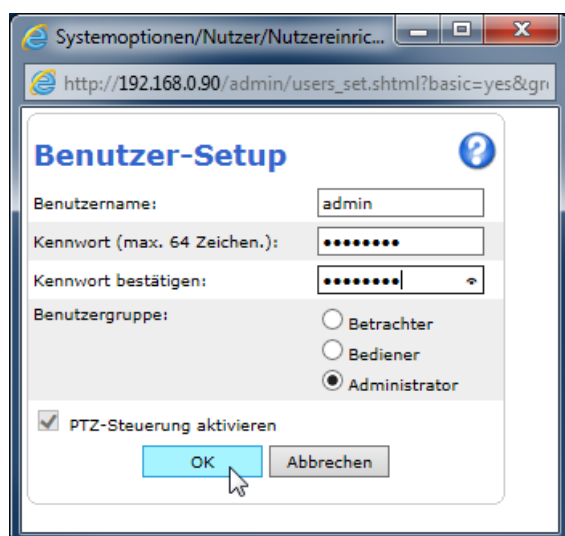 Systemoptionen/Nutzer/Nutzereinric...
http://192.168.0.90/admin/users_set.shtml?basic=yes&gr
Benutzer-Setup
Benutzername: admin
Kennwort (max. 64 Zeichen.): ••••••••
Kennwort bestätigen: ••••••••
Benutzergruppe:
Betrachter
Bediener
Administrator
PTZ-Steuerung aktivieren
OK Abbrechen